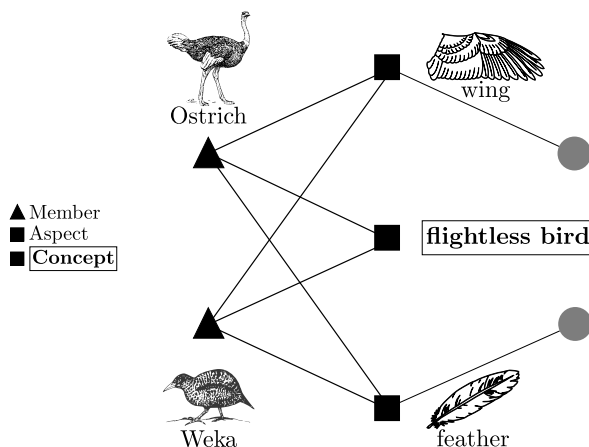 Ostrich
wing
Member
Aspect
Concept
flightless bird
Weka
feather